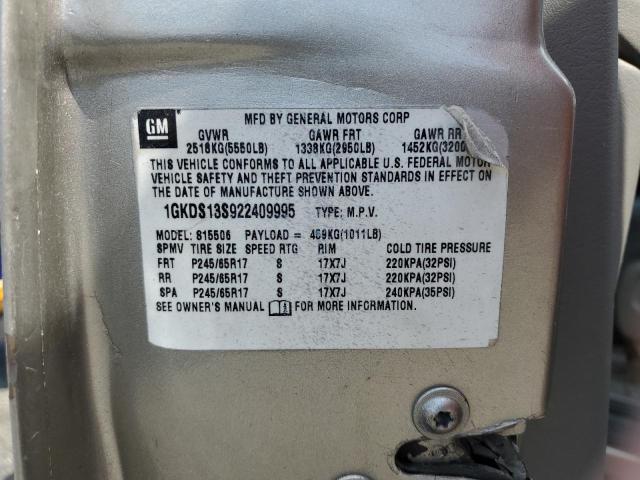 GM
MFD BY GENERAL MOTORS CORP
GVWR GAWR FRT GAWR RR
2518KG(5550LB) 1338KG(2950LB) 1452KG(3200
THIS VEHICLE CONFORMS TO ALL APPLICABLE U.S. FEDERAL MOTOR
VEHICLE SAFETY AND THEFT PREVENTION STANDARDS IN EFFECT ON
THE DATE OF MANUFACTURE SHOWN ABOVE.
1GKDS13S922409995 TYPE: M.P.V.
MODEL: S15506 PAYLOAD = 459KG(1011LB)
SPMV TIRE SIZE SPEED RTG RIM COLD TIRE PRESSURE
FRT P245/65R17 S 17X7J 220KPA(32PSI)
RR P245/65R17 S 17X7J 220KPA(32PSI)
SPA P245/65R17 S 17X7J 240KPA(35PSI)
SEE OWNER'S MANUAL FOR MORE INFORMATION.